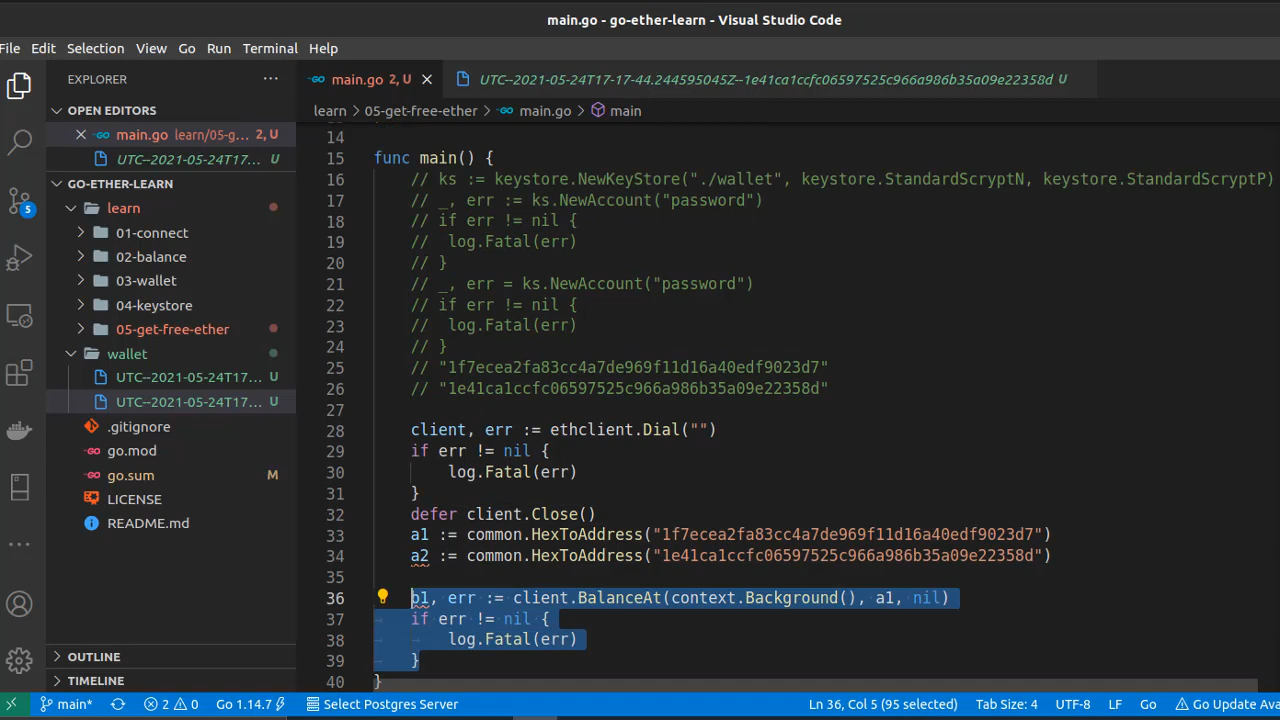 main.go - go-ether-learn - Visual Studio Code
File Edit Selection View Go Run Terminal Help
EXPLORER
main.go 2, U
UTC--2021-05-24T17-17-44.244595045Z--1e41ca1ccfc06597525c966a986b35a09e22358d U
OPEN EDITORS
learn > 05-get-free-ether > main.go > main
main.go learn/05-g... 2, U
UTC--2021-05-24T17... U
GO-ETHER-LEARN
learn
01-connect
02-balance
03-wallet
04-keystore
05-get-free-ether
wallet
UTC--2021-05-24T17... U
UTC--2021-05-24T17... U
.gitignore
go.mod
go.sum M
LICENSE
README.md
OUTLINE
TIMELINE
5
14
15 func main() {
16 // ks := keystore.NewKeyStore("./wallet", keystore.StandardScryptN, keystore.StandardScryptP)
17 // _, err := ks.NewAccount("password")
18 // if err != nil {
19 // log.Fatal(err)
20 // }
21 // _, err = ks.NewAccount("password")
22 // if err != nil {
23 // log.Fatal(err)
24 // }
25 // "1f7ecea2fa83cc4a7de969f11d16a40edf9023d7"
26 // "1e41ca1ccfc06597525c966a986b35a09e22358d"
27
28 client, err := ethclient.Dial("")
29 if err != nil {
30 log.Fatal(err)
31 }
32 defer client.Close()
33 a1 := common.HexToAddress("1f7ecea2fa83cc4a7de969f11d16a40edf9023d7")
34 a2 := common.HexToAddress("1e41ca1ccfc06597525c966a986b35a09e22358d")
35
36 b1, err := client.BalanceAt(context.Background(), a1, nil)
37 if err != nil {
38 log.Fatal(err)
39 }
40 }
main* 2 0 Go 1.14.7 Select Postgres Server Ln 36, Col 5 (95 selected) Tab Size: 4 UTF-8 LF Go Go Update Ava